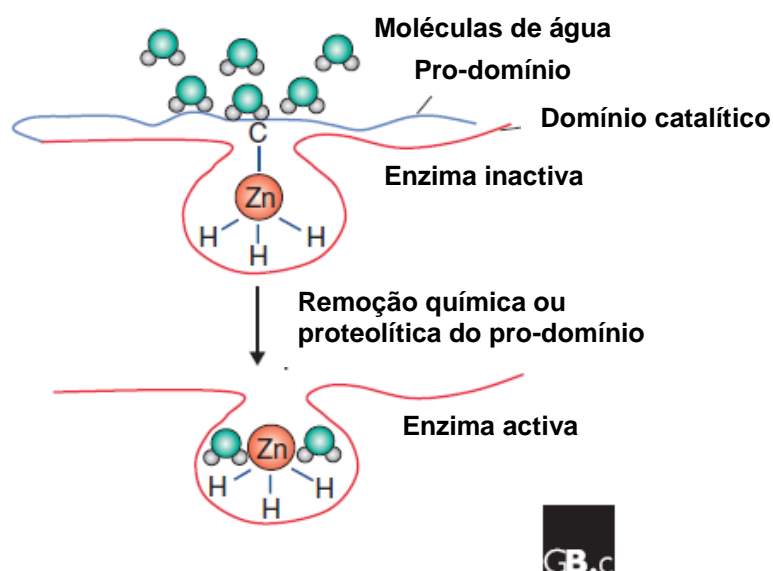 Moléculas de água
Pro-domínio
Domínio catalítico
C
Enzima inactiva
Zn
H H H
Remoção química ou
proteolítica do pro-domínio
Enzima activa
Zn
H H H
GB.c